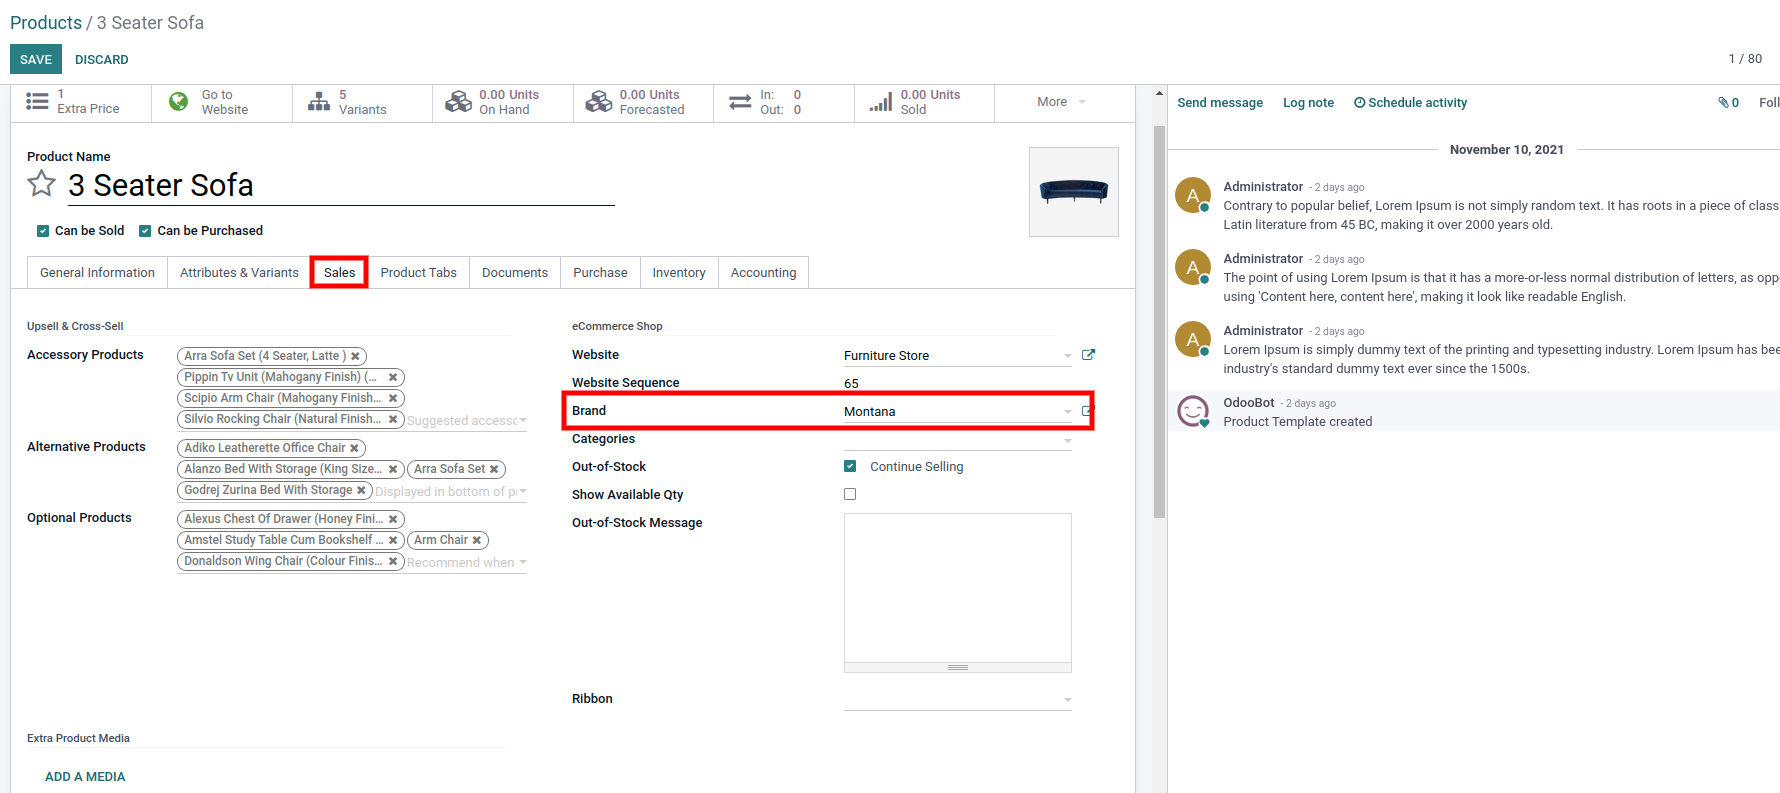 Products / 3 Seater Sofa
SAVE DISCARD 1 / 80
1 Extra Price
Go to Website
5 Variants
0.00 Units On Hand
0.00 Units Forecasted
In: 0
Out: 0
0.00 Units Sold
More
Send message Log note Schedule activity 0 Foll
Product Name
3 Seater Sofa
Can be Sold Can be Purchased
General Information Attributes & Variants Sales Product Tabs Documents Purchase Inventory Accounting
Upsell & Cross-Sell
Accessory Products
Arra Sofa Set (4 Seater, Latte )
Pippin Tv Unit (Mahogany Finish) (...
Scipio Arm Chair (Mahogany Finish...
Silvio Rocking Chair (Natural Finish... Suggested accessc
Alternative Products
Adiko Leatherette Office Chair
Alanzo Bed With Storage (King Size... Arra Sofa Set
Godrej Zurina Bed With Storage Displayed in bottom of p
Optional Products
Alexus Chest Of Drawer (Honey Fini...
Amstel Study Table Cum Bookshelf ... Arm Chair
Donaldson Wing Chair (Colour Finis... Recommend when
Extra Product Media
ADD A MEDIA
eCommerce Shop
Website Furniture Store
Website Sequence 65
Brand Montana
Categories
Out-of-Stock Continue Selling
Show Available Qty
Out-of-Stock Message
Ribbon
November 10, 2021
A
Administrator - 2 days ago
Contrary to popular belief, Lorem Ipsum is not simply random text. It has roots in a piece of class
Latin literature from 45 BC, making it over 2000 years old.
A
Administrator - 2 days ago
The point of using Lorem Ipsum is that it has a more-or-less normal distribution of letters, as oppo
using 'Content here, content here', making it look like readable English.
A
Administrator - 2 days ago
Lorem Ipsum is simply dummy text of the printing and typesetting industry. Lorem Ipsum has bee
industry's standard dummy text ever since the 1500s.
OdooBot - 2 days ago
Product Template created